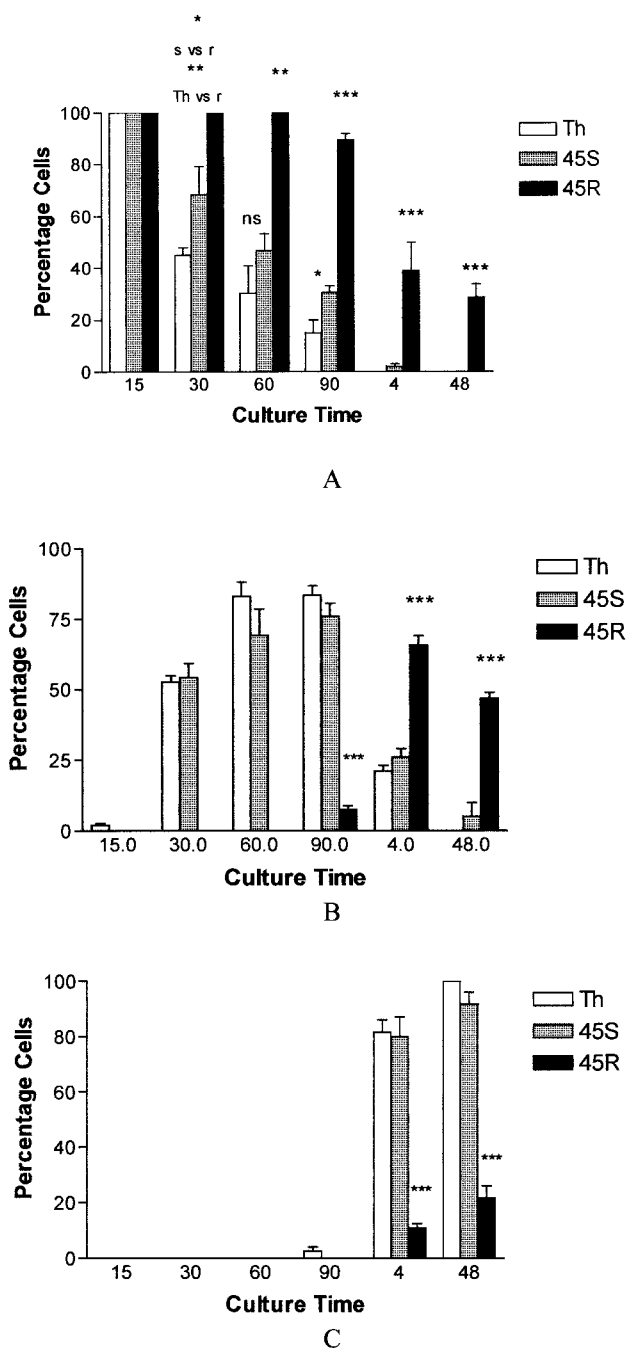 *
s vs r
**
Th vs r
**
***
ns
*
***
***
100
80
60
40
20
0
Percentage Cells
15 30 60 90 4 48
Culture Time
Th
45S
45R
A
100
75
50
25
0
Percentage Cells
***
***
***
15.0 30.0 60.0 90.0 4.0 48.0
Culture Time
Th
45S
45R
B
100
80
60
40
20
0
Percentage Cells
***
***
15 30 60 90 4 48
Culture Time
Th
45S
45R
C